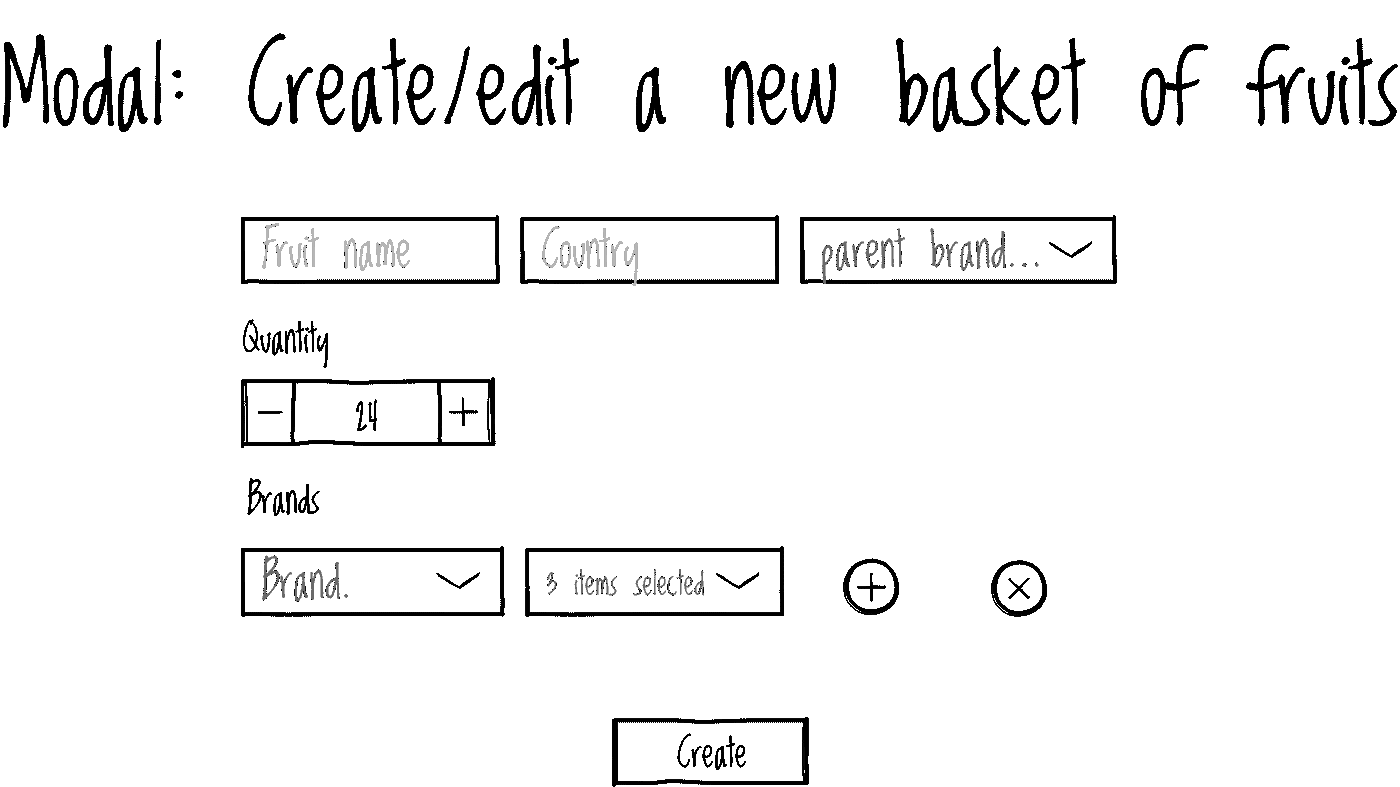 Modal: Create/edit a new basket of fruits
Fruit name
Country
parent brand...
Quantity
− 24 +
Brands
Brand.
3 items selected
Create